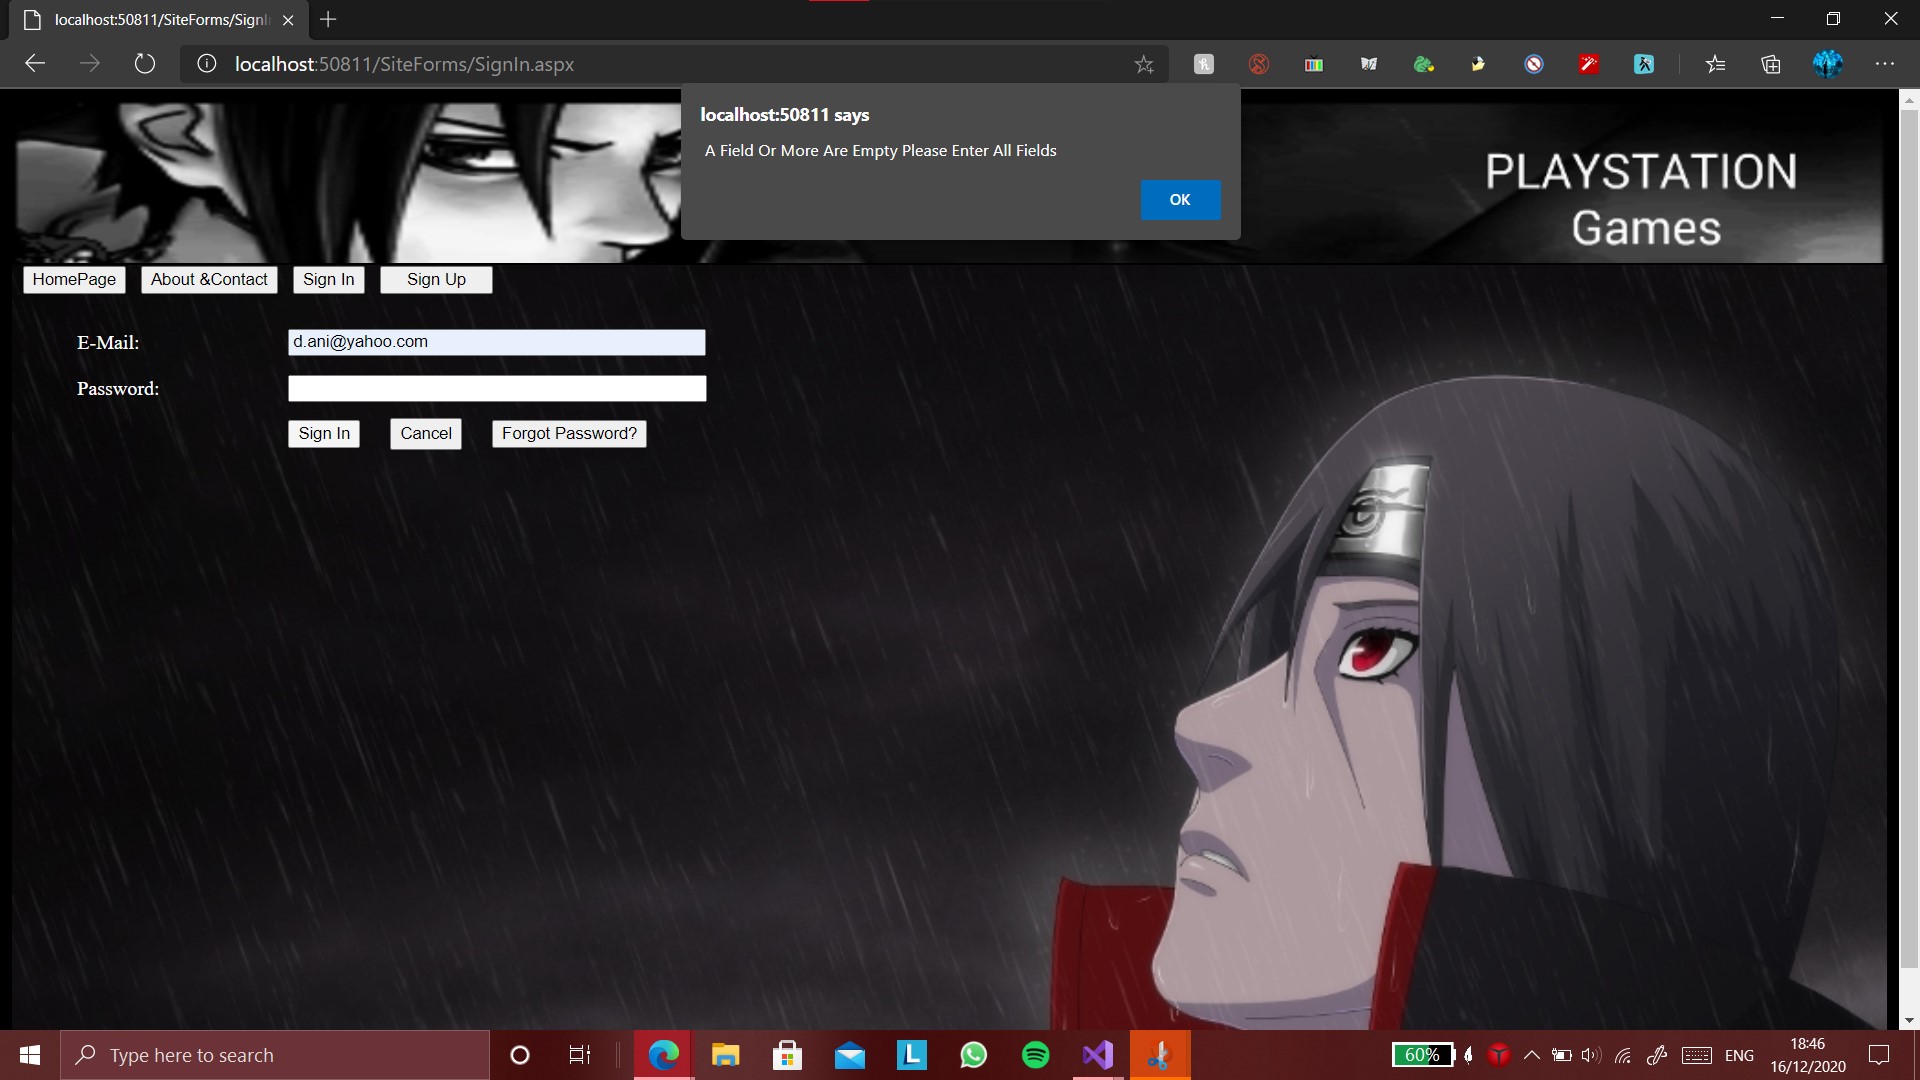 localhost:50811/SiteForms/SignI
localhost:50811/SiteForms/SignIn.aspx
localhost:50811 says
A Field Or More Are Empty Please Enter All Fields
OK
PLAYSTATION
Games
HomePage
About &Contact
Sign In
Sign Up
E-Mail:
d.ani@yahoo.com
Password:
Sign In
Cancel
Forgot Password?
Type here to search
L
60%
ENG
18:46
16/12/2020